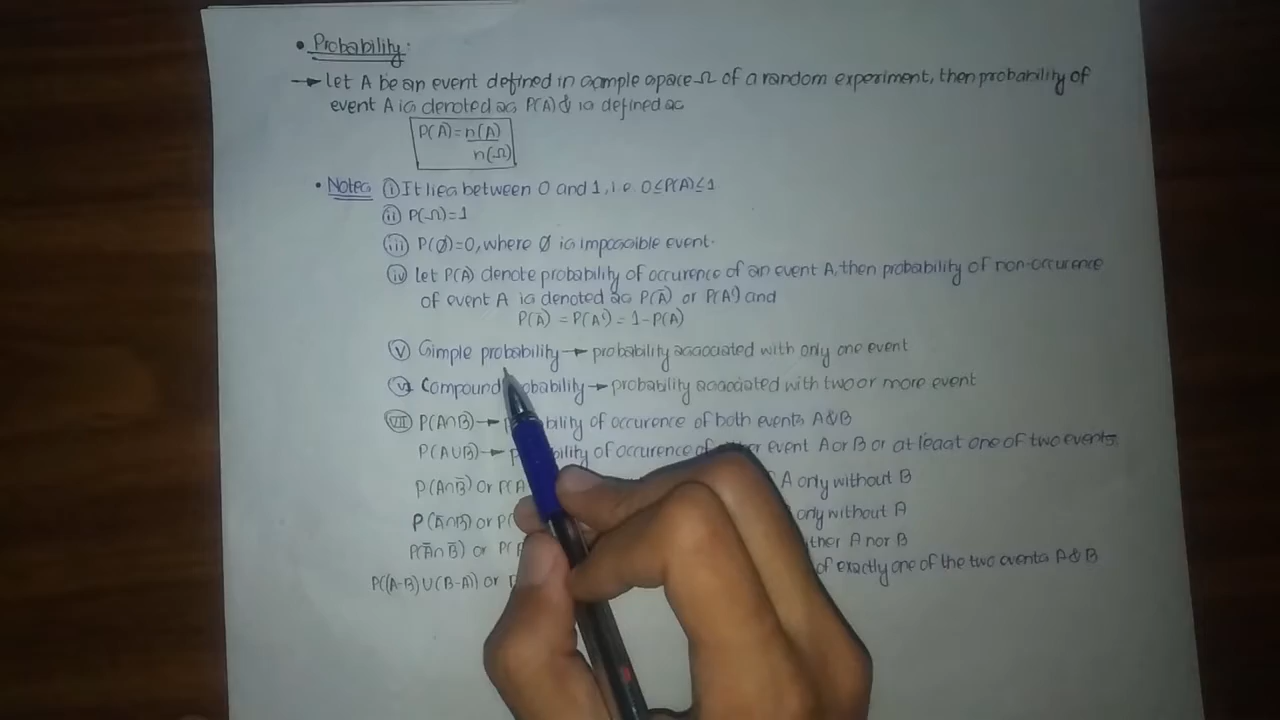 • Probability:
→ let A be an event defined in sample space Ω of a random experiment, then probability of
event A is denoted as P(A) & is defined as
P(A) = n(A)
n(Ω)
• Notes (i) It lies between 0 and 1, i.e. 0 ≤ P(A) ≤ 1
(ii) P(Ω) = 1
(iii) P(Ø) = 0, where Ø is impossible event.
(iv) let P(A) denote probability of occurence of an event A, then probability of non-occurence
of event A is denoted as P(Ā) or P(A') and
P(Ā) = P(A') = 1 - P(A)
(v) Simple probability → probability associated with only one event
Compound → probability associated with two or more event
(VII) P(A∩B) → of occurence of both events A & B
P(A∪B) → of occurence of event A or B or at least one of two events
P(A∩B̄) or A only without B
P(Ā∩B) or only without A
P(Ā∩B̄) or A nor B
P((A-B)∪(B-A)) or of exactly one of the two events A & B